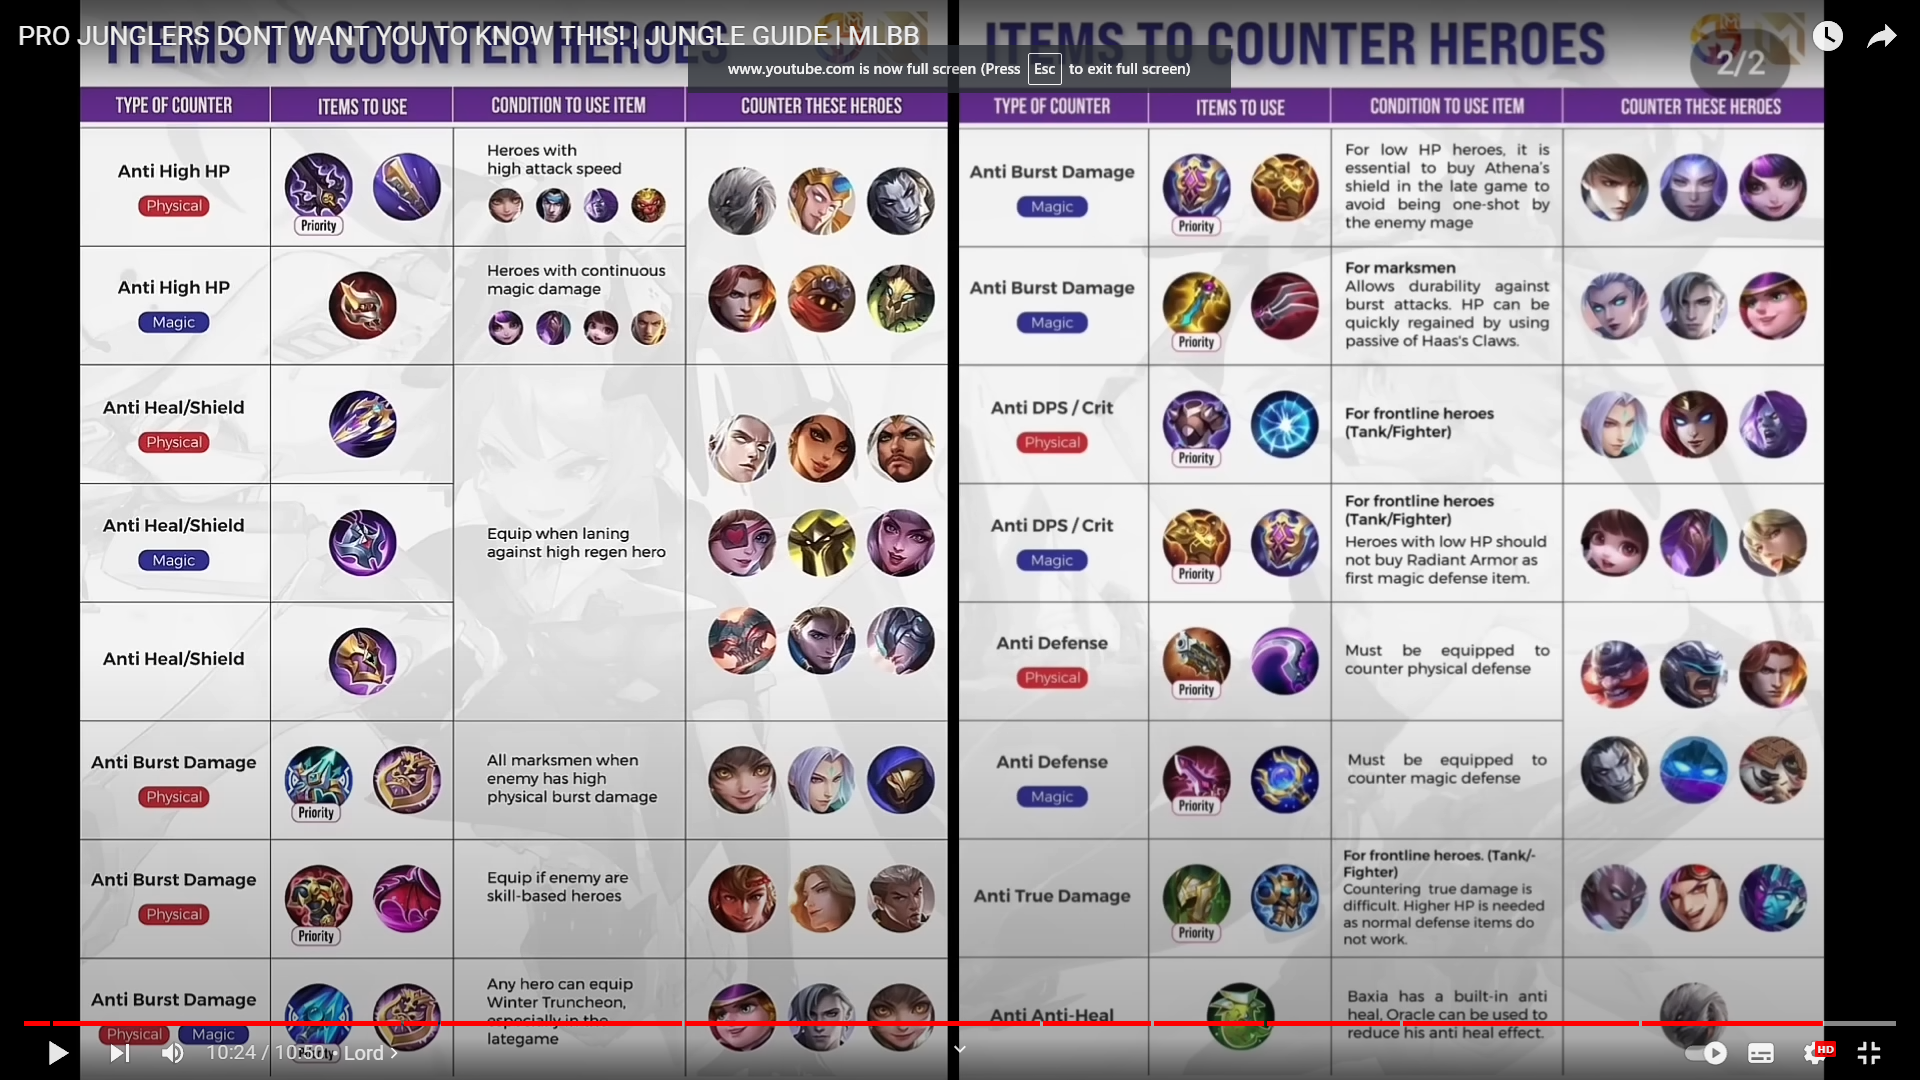 PRO JUNGLERS DONT WANT YOU TO KNOW THIS! | JUNGLE GUIDE | MLBB
www.youtube.com is now full screen (Press Esc to exit full screen)
2/2
ITEMS TO COUNTER HEROES
TYPE OF COUNTER
ITEMS TO USE
CONDITION TO USE ITEM
COUNTER THESE HEROES
Anti High HP
Physical
Priority
Heroes with
high attack speed
Anti High HP
Magic
Heroes with continuous
magic damage
Anti Heal/Shield
Physical
Anti Heal/Shield
Magic
Equip when laning
against high regen hero
Anti Heal/Shield
Anti Burst Damage
Physical
Priority
All marksmen when
enemy has high
physical burst damage
Anti Burst Damage
Physical
Priority
Equip if enemy are
skill-based heroes
Anti Burst Damage
Physical
Magic
Priority
Any hero can equip
Winter Truncheon,
especially in the
lategame
ITEMS TO COUNTER HEROES
TYPE OF COUNTER
ITEMS TO USE
CONDITION TO USE ITEM
COUNTER THESE HEROES
Anti Burst Damage
Magic
Priority
For low HP heroes, it is
essential to buy Athena's
shield in the late game to
avoid being one-shot by
the enemy mage
Anti Burst Damage
Magic
Priority
For marksmen
Allows durability against
burst attacks. HP can be
quickly regained by using
passive of Haas's Claws.
Anti DPS / Crit
Physical
Priority
For frontline heroes
(Tank/Fighter)
Anti DPS / Crit
Magic
Priority
For frontline heroes
(Tank/Fighter)
Heroes with low HP should
not buy Radiant Armor as
first magic defense item.
Anti Defense
Physical
Priority
Must be equipped to
counter physical defense
Anti Defense
Magic
Priority
Must be equipped to
counter magic defense
Anti True Damage
Priority
For frontline heroes. (Tank/-
Fighter)
Countering true damage is
difficult. Higher HP is needed
as normal defense items do
not work.
Anti Anti-Heal
Baxia has a built-in anti
heal, Oracle can be used to
reduce his anti heal effect.
10:24 / 10:50 • Lord
HD